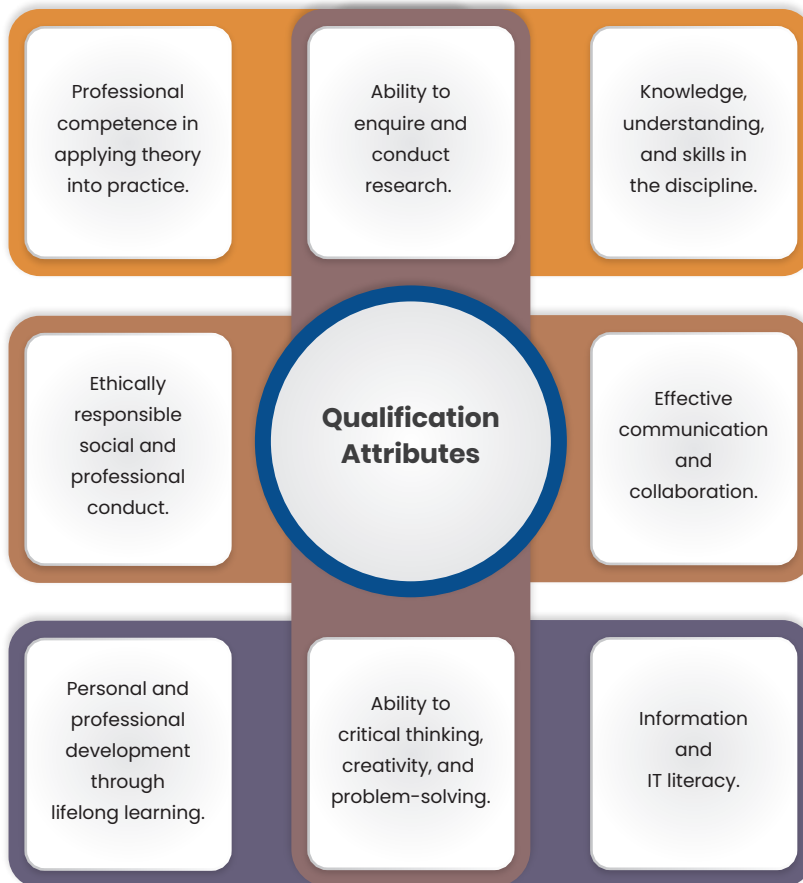 Professional
competence in
applying theory
into practice.
Ability to
enquire and
conduct
research.
Knowledge,
understanding,
and skills in
the discipline.
Ethically
responsible
social and
professional
conduct.
Qualification
Attributes
Effective
communication
and
collaboration.
Personal and
professional
development
through
lifelong learning.
Ability to
critical thinking,
creativity, and
problem-solving.
Information
and
IT literacy.